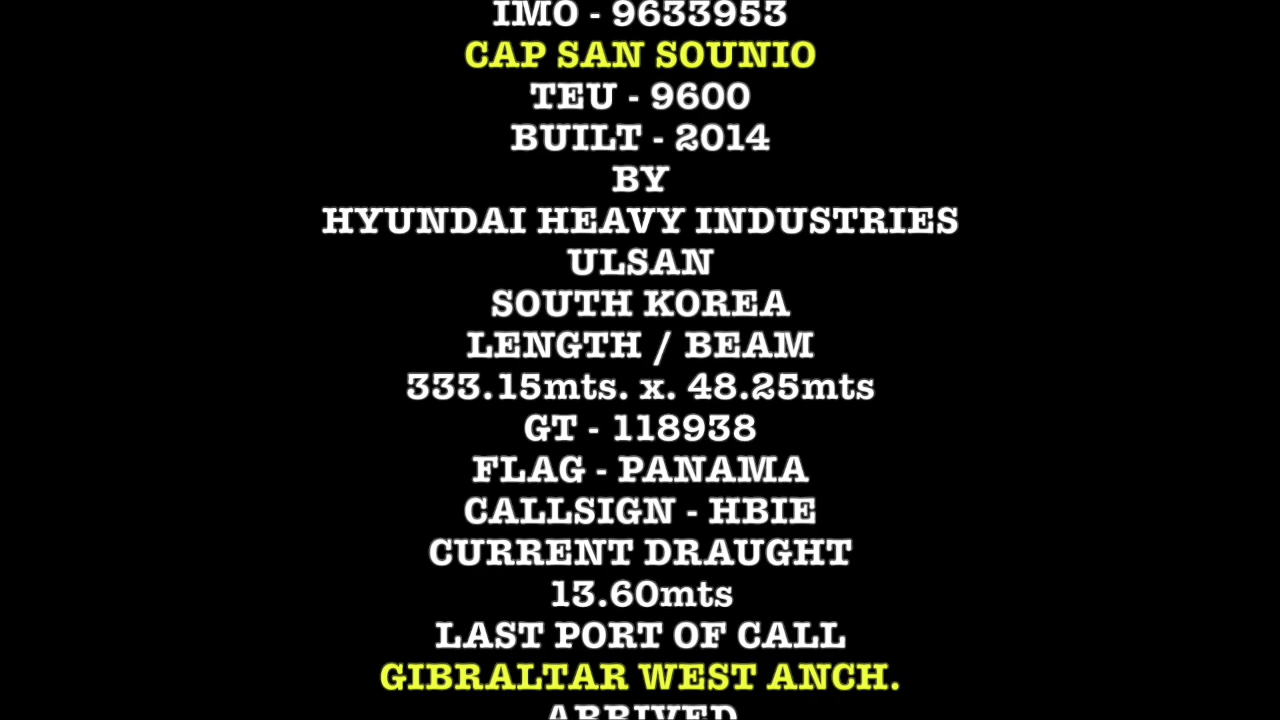 IMO - 9633953
CAP SAN SOUNIO
TEU - 9600
BUILT - 2014
BY
HYUNDAI HEAVY INDUSTRIES
ULSAN
SOUTH KOREA
LENGTH / BEAM
333.15mts. x. 48.25mts
GT - 118938
FLAG - PANAMA
CALLSIGN - HBIE
CURRENT DRAUGHT
13.60mts
LAST PORT OF CALL
GIBRALTAR WEST ANCH.
ARRIVED